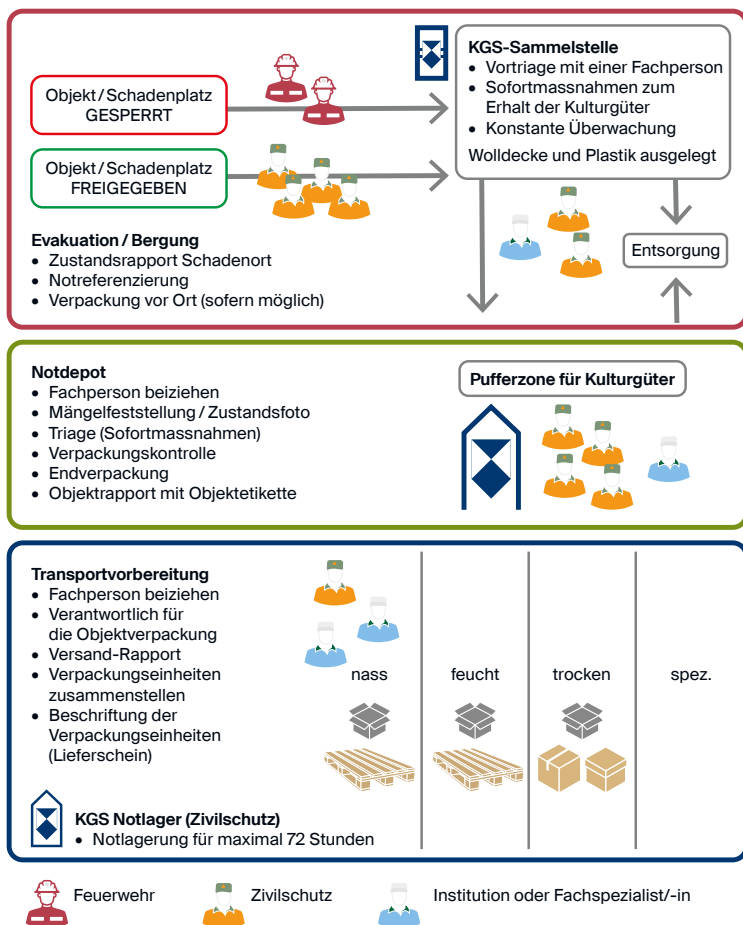 Objekt / Schadenplatz
GESPERRT
Objekt / Schadenplatz
FREIGEGEBEN
KGS-Sammelstelle
• Vortriage mit einer Fachperson
• Sofortmassnahmen zum
Erhalt der Kulturgüter
• Konstante Überwachung
Wolldecke und Plastik ausgelegt
Entsorgung
Evakuation / Bergung
• Zustandsrapport Schadenort
• Notreferenzierung
• Verpackung vor Ort (sofern möglich)
Notdepot
• Fachperson beiziehen
• Mängelfeststellung / Zustandsfoto
• Triage (Sofortmassnahmen)
• Verpackungskontrolle
• Endverpackung
• Objektrapport mit Objektetikette
Pufferzone für Kulturgüter
Transportvorbereitung
• Fachperson beiziehen
• Verantwortlich für
die Objektverpackung
• Versand-Rapport
• Verpackungseinheiten
zusammenstellen
• Beschriftung der
Verpackungseinheiten
(Lieferschein)
nass
feucht
trocken
spez.
KGS Notlager (Zivilschutz)
• Notlagerung für maximal 72 Stunden
Feuerwehr
Zivilschutz
Institution oder Fachspezialist/-in